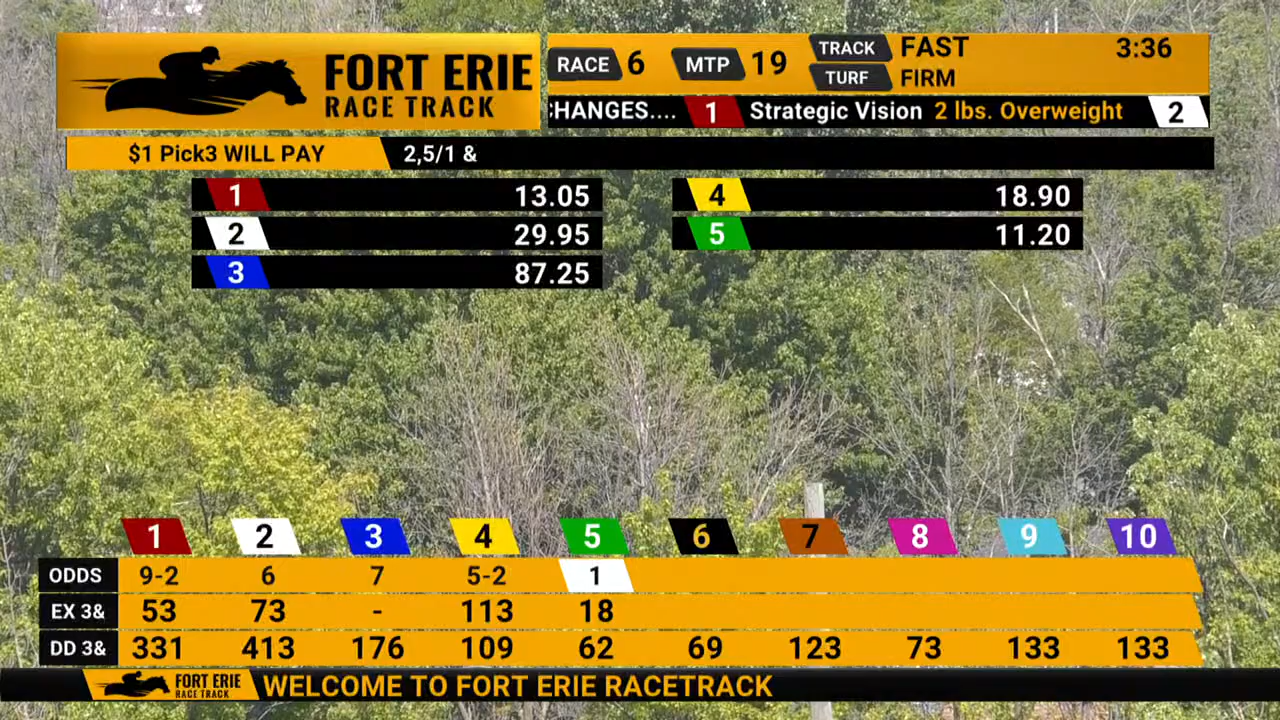 FORT ERIE
RACE TRACK
RACE 6 MTP 19 TRACK FAST 3:36
TURF FIRM
HANGES.... 1 Strategic Vision 2 lbs. Overweight 2
$1 Pick3 WILL PAY 2,5/1 &
1 13.05 4 18.90
2 29.95 5 11.20
3 87.25
1 2 3 4 5 6 7 8 9 10
ODDS 9-2 6 7 5-2 1
EX 3& 53 73 - 113 18
DD 3& 331 413 176 109 62 69 123 73 133 133
FORT ERIE
RACE TRACK
WELCOME TO FORT ERIE RACETRACK